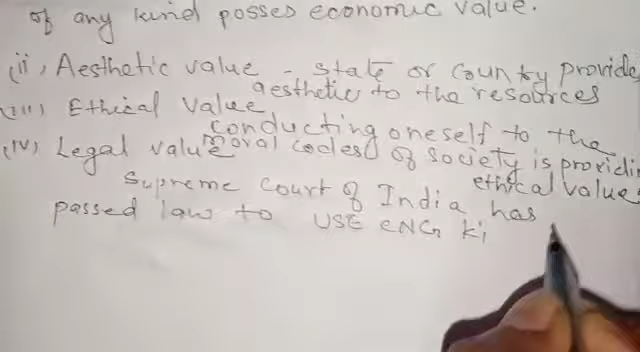 of any kind posses economic value.
(ii) Aesthetic value - state or country provide
aesthetic to the resources
(iii) Ethical value
conducting oneself to the
(iv) Legal value moral codes of society is providi
ethical value
Supreme Court of India has
passed law to USE CNG ki